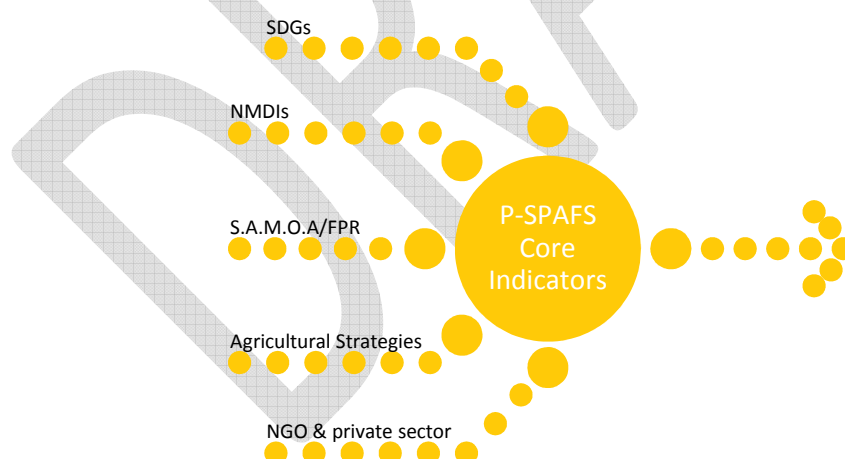 SDGs
NMDIs
S.A.M.O.A/FPR
P-SPAFS
Core
Indicators
Agricultural Strategies
NGO & private sector